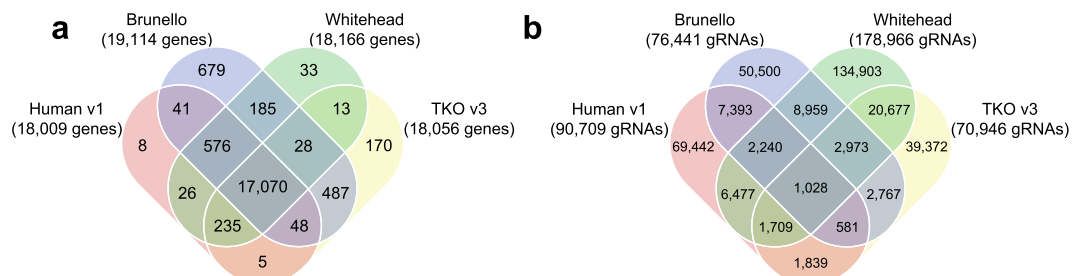 a
Brunello
(19,114 genes)
Whitehead
(18,166 genes)
Human v1
(18,009 genes)
TKO v3
(18,056 genes)
679
33
41
185
13
8
576
28
170
26
17,070
487
235
48
5
b
Brunello
(76,441 gRNAs)
Whitehead
(178,966 gRNAs)
Human v1
(90,709 gRNAs)
TKO v3
(70,946 gRNAs)
50,500
134,903
7,393
8,959
20,677
69,442
2,240
2,973
39,372
6,477
1,028
2,767
1,709
581
1,839